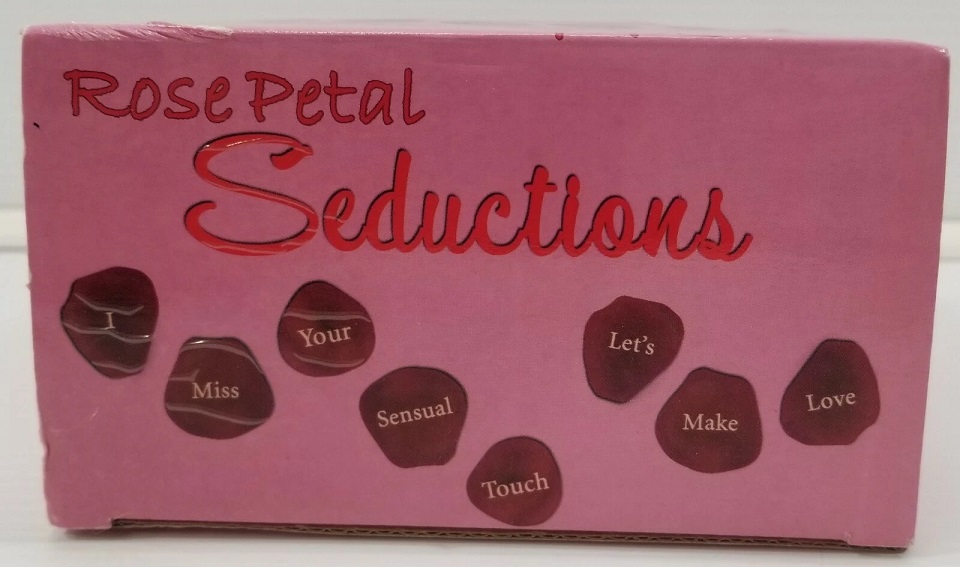 Rose Petal
Seductions
I
Miss
Your
Sensual
Touch
Let's
Make
Love